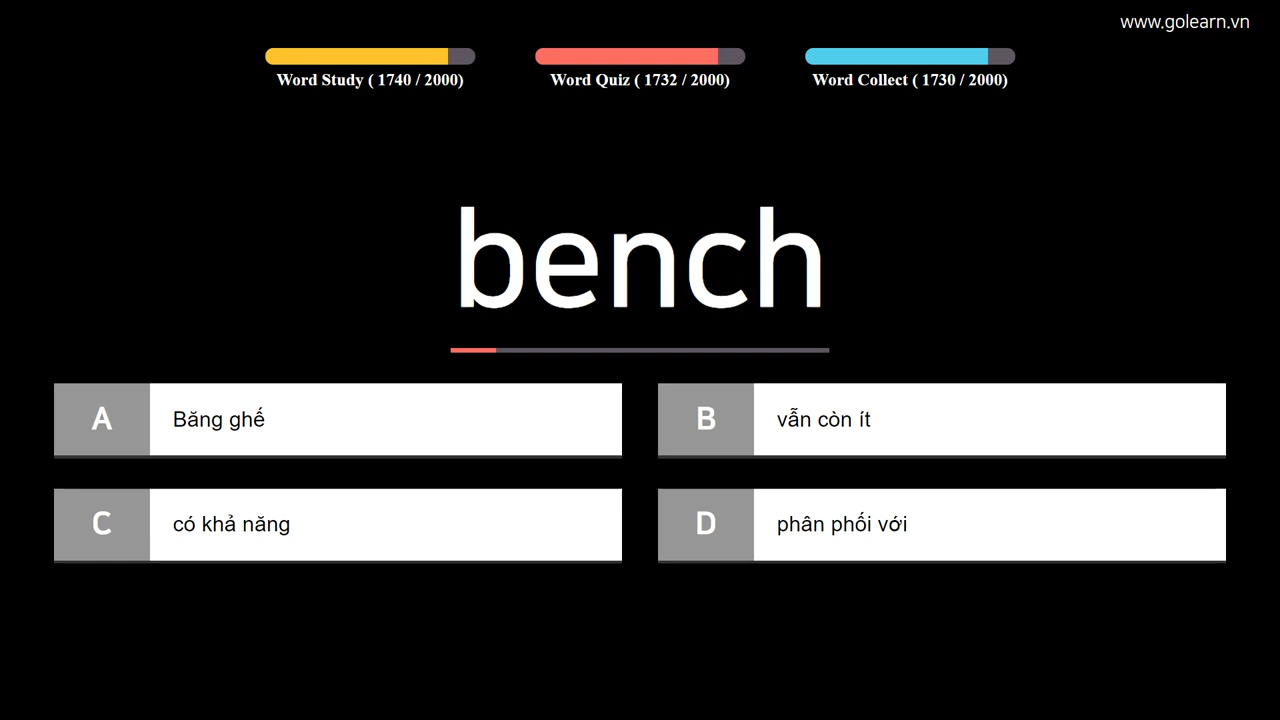 www.golearn.vn
Word Study ( 1740 / 2000)
Word Quiz ( 1732 / 2000)
Word Collect ( 1730 / 2000)
bench
A Băng ghế
B vẫn còn ít
C có khả năng
D phân phối với